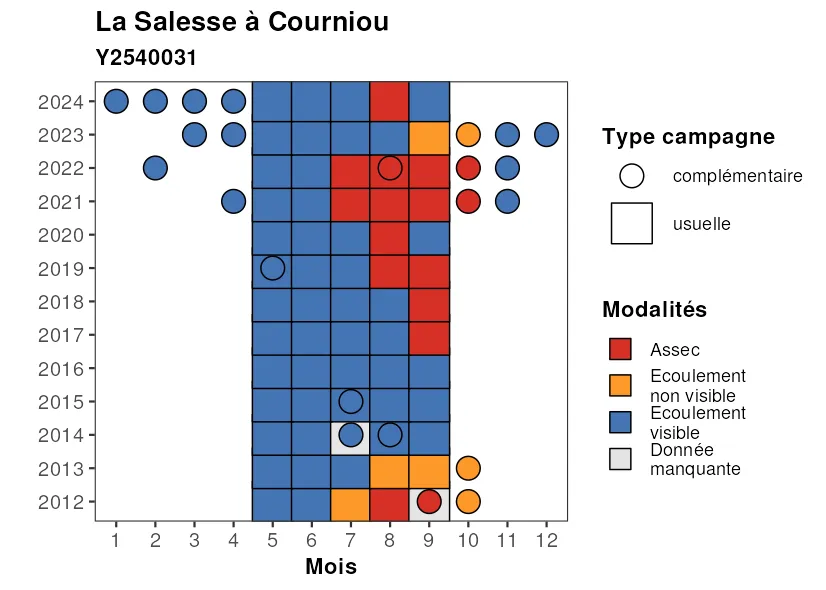 La Salesse à Courniou
Y2540031
2024
2023
2022
2021
2020
2019
2018
2017
2016
2015
2014
2013
2012
1 2 3 4 5 6 7 8 9 10 11 12
Mois
Type campagne
complémentaire
usuelle
Modalités
Assec
Ecoulement
non visible
Ecoulement
visible
Donnée
manquante